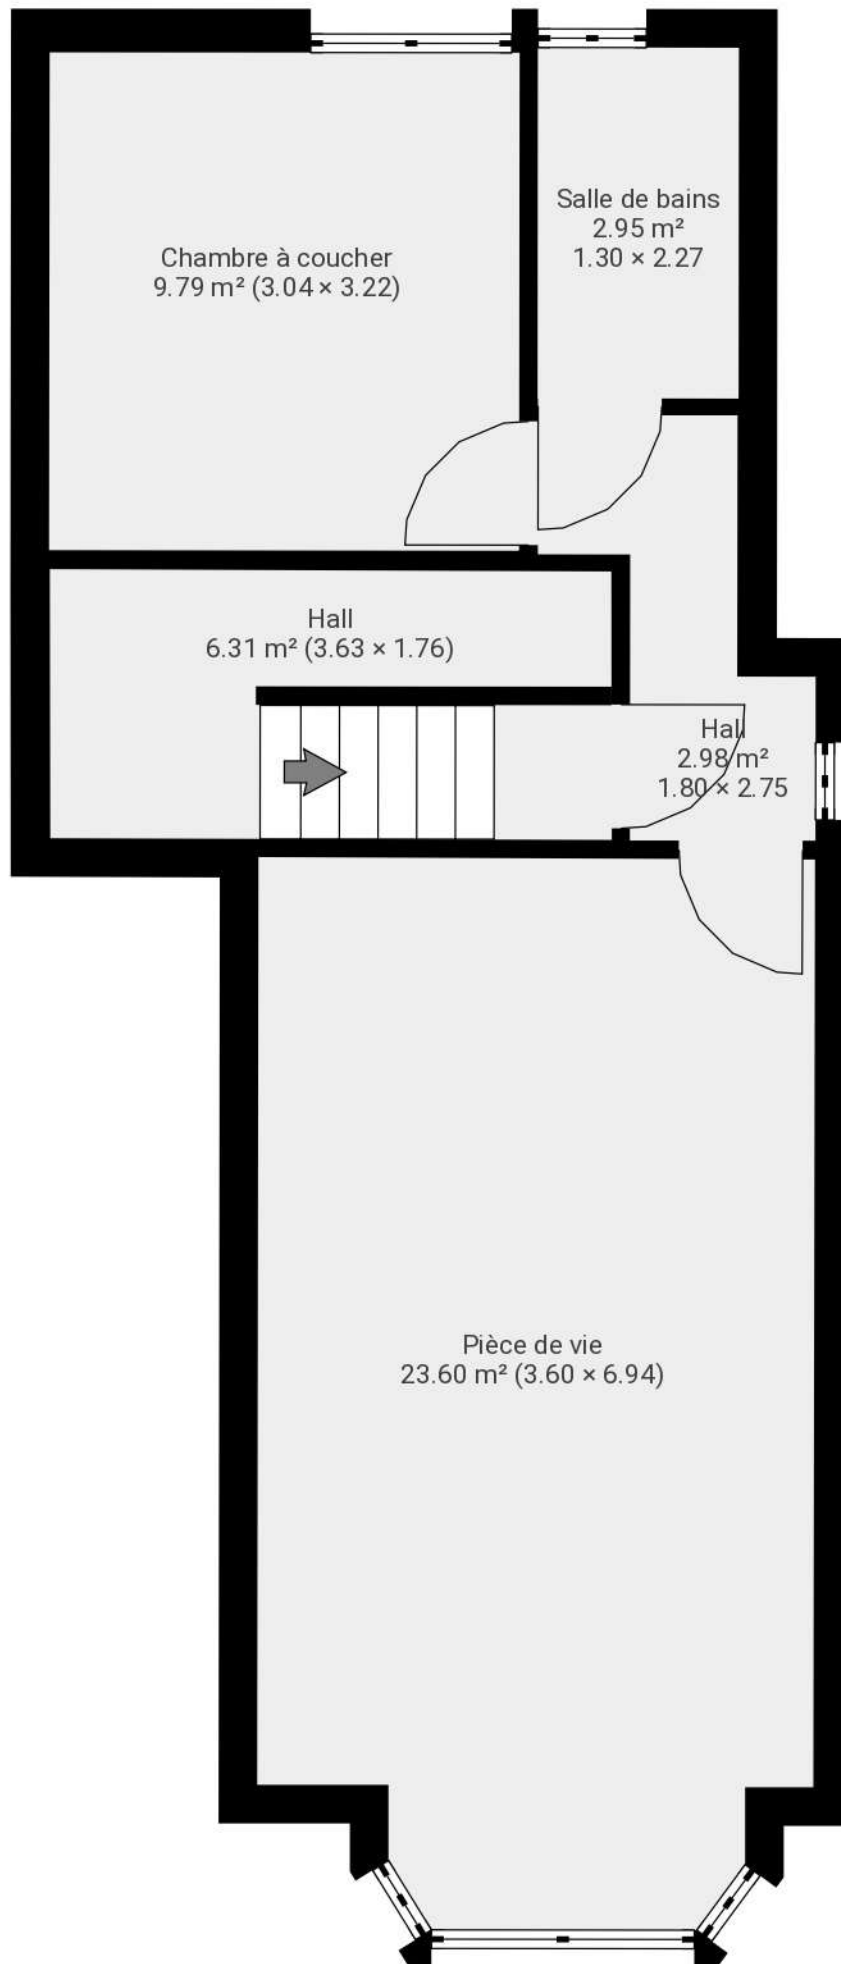 Salle de bains
2.95 m²
1.30 × 2.27
Chambre à coucher
9.79 m² (3.04 × 3.22)
Hall
6.31 m² (3.63 × 1.76)
Hall
2.98 m²
1.80 × 2.75
Pièce de vie
23.60 m² (3.60 × 6.94)